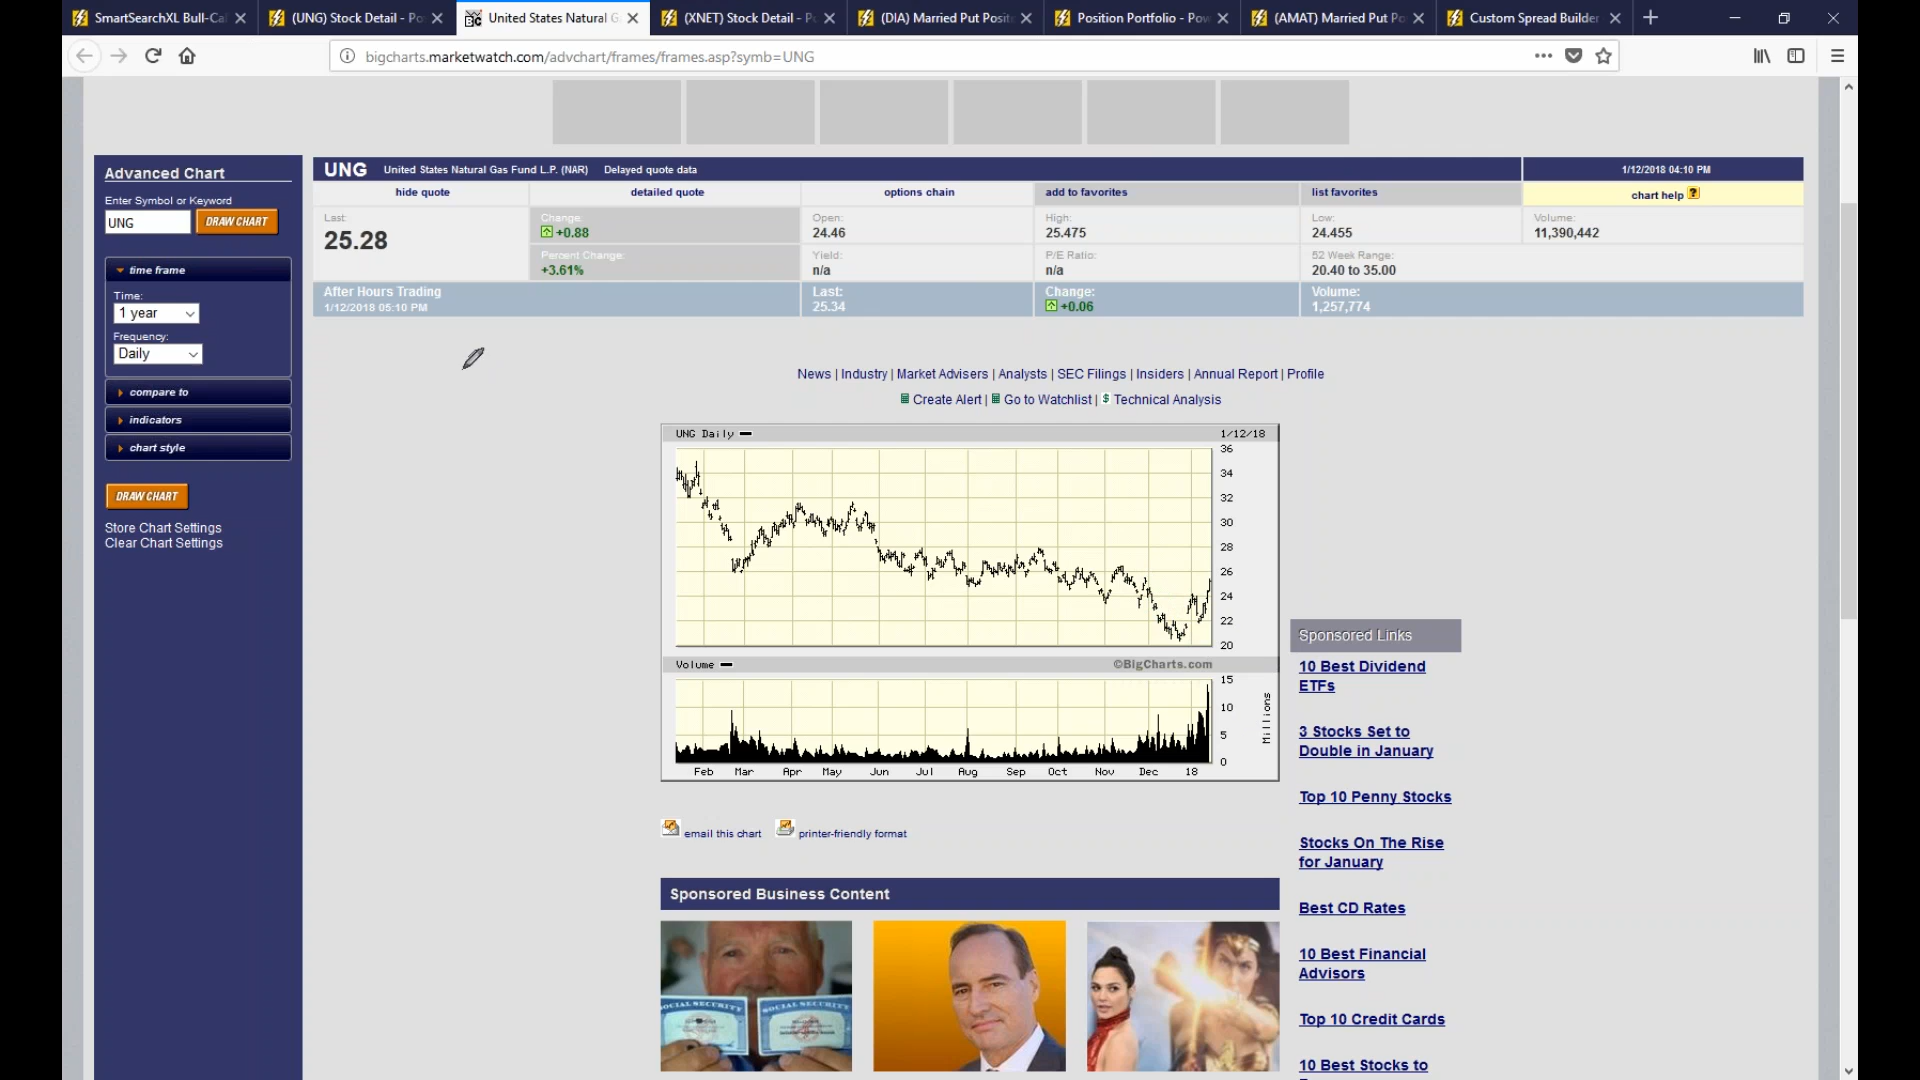 SmartSearchXL Bull-Ca
(UNG) Stock Detail - Po
United States Natural G
(XNET) Stock Detail - P
(DIA) Married Put Posit
Position Portfolio - Pow
(AMAT) Married Put Po
Custom Spread Builder
bigcharts.marketwatch.com/advchart/frames/frames.asp?symb=UNG
Advanced Chart
Enter Symbol or Keyword
UNG
DRAW CHART
time frame
Time:
1 year
Frequency:
Daily
compare to
indicators
chart style
DRAW CHART
Store Chart Settings
Clear Chart Settings
UNG United States Natural Gas Fund L.P. (NAR) Delayed quote data 1/12/2018 04:10 PM
hide quote detailed quote options chain add to favorites list favorites chart help ?
Last: Change: Open: High: Low: Volume:
25.28 +0.88 24.46 25.475 24.455 11,390,442
Percent Change: Yield: P/E Ratio: 52 Week Range:
+3.61% n/a n/a 20.40 to 35.00
After Hours Trading Last: Change: Volume:
1/12/2018 05:10 PM 25.34 +0.06 1,257,774
News | Industry | Market Advisers | Analysts | SEC Filings | Insiders | Annual Report | Profile
Create Alert | Go to Watchlist | $ Technical Analysis
UNG Daily 1/12/18
36
34
32
30
28
26
24
22
20
Volume ©BigCharts.com
15
10
5
0
Millions
Feb Mar Apr May Jun Jul Aug Sep Oct Nov Dec 18
email this chart printer-friendly format
Sponsored Business Content
SOCIAL SECURITY
SOCIAL SECURITY
Sponsored Links
10 Best Dividend
ETFs
3 Stocks Set to
Double in January
Top 10 Penny Stocks
Stocks On The Rise
for January
Best CD Rates
10 Best Financial
Advisors
Top 10 Credit Cards
10 Best Stocks to